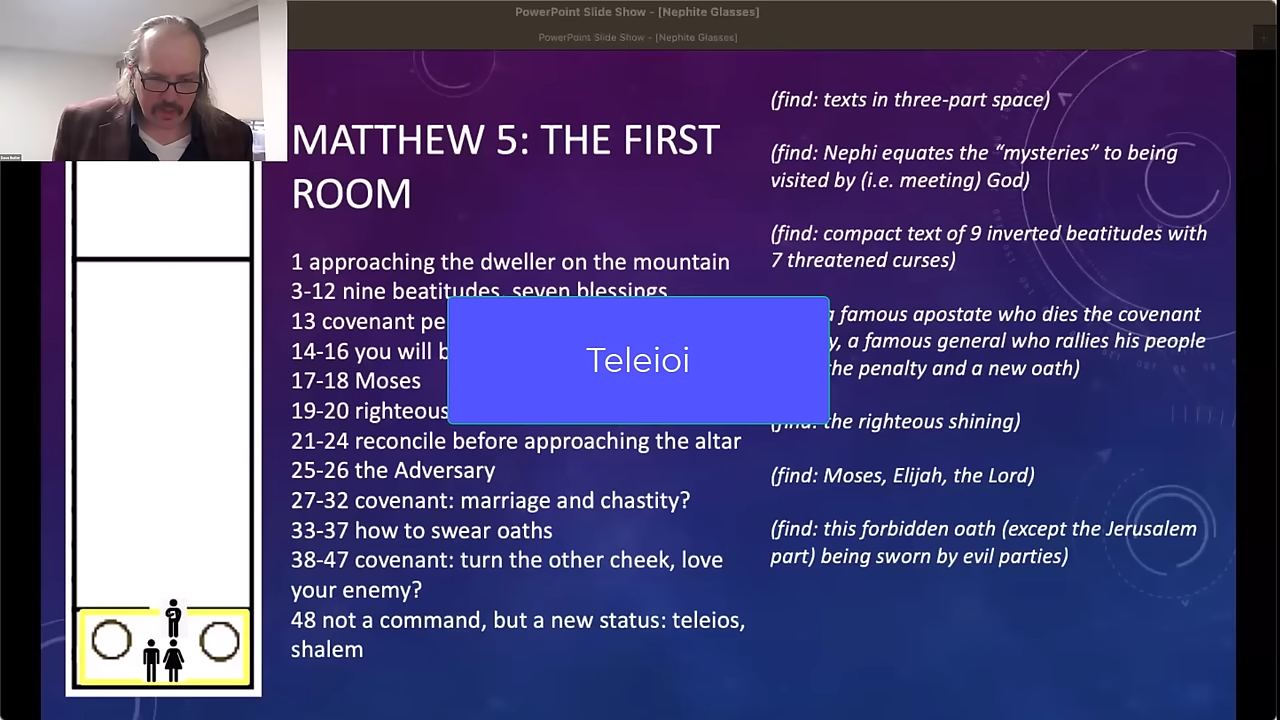 PowerPoint Slide Show - [Nephite Glasses]
PowerPoint Slide Show - [Nephite Glasses]
MATTHEW 5: THE FIRST
ROOM
1 approaching the dweller on the mountain
3-12 nine beatitudes, seven blessings
13 covenant pe
14-16 you will b
17-18 Moses
19-20 righteous
21-24 reconcile before approaching the altar
25-26 the Adversary
27-32 covenant: marriage and chastity?
33-37 how to swear oaths
38-47 covenant: turn the other cheek, love
your enemy?
48 not a command, but a new status: teleios,
shalem
Teleioi
(find: texts in three-part space)
(find: Nephi equates the “mysteries” to being
visited by (i.e. meeting) God)
(find: compact text of 9 inverted beatitudes with
7 threatened curses)
a famous apostate who dies the covenant
y, a famous general who rallies his people
the penalty and a new oath)
(find: the righteous shining)
(find: Moses, Elijah, the Lord)
(find: this forbidden oath (except the Jerusalem
part) being sworn by evil parties)